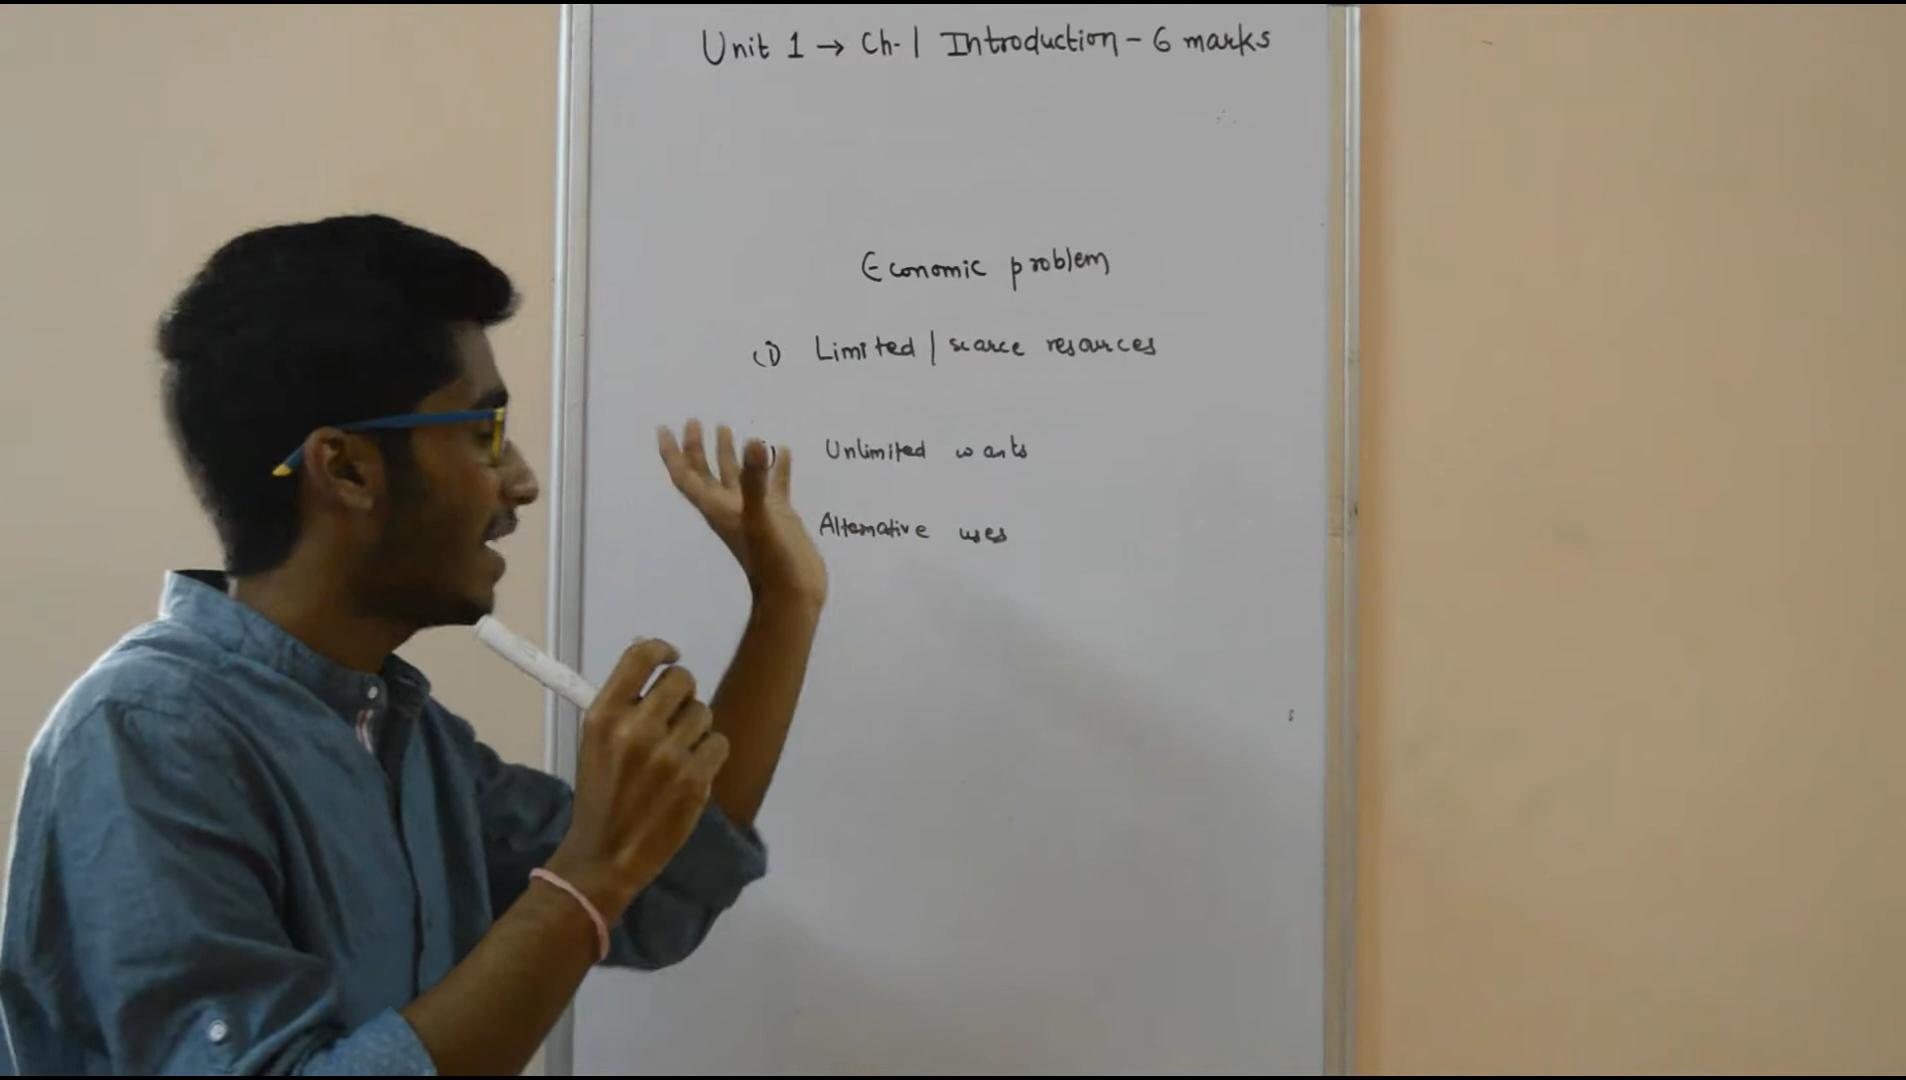 Unit 1 → Ch-1 Introduction - 6 marks
Economic problem
(i) Limited / scarce resources
Unlimited wants
Alternative uses